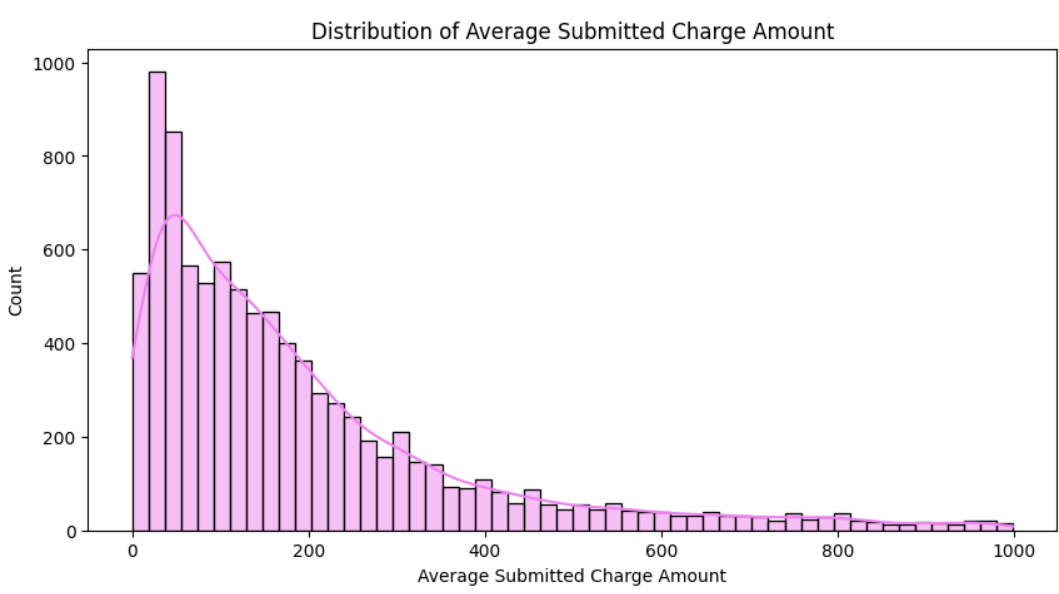 Distribution of Average Submitted Charge Amount
1000
800
600
400
200
0
Count
0 200 400 600 800 1000
Average Submitted Charge Amount